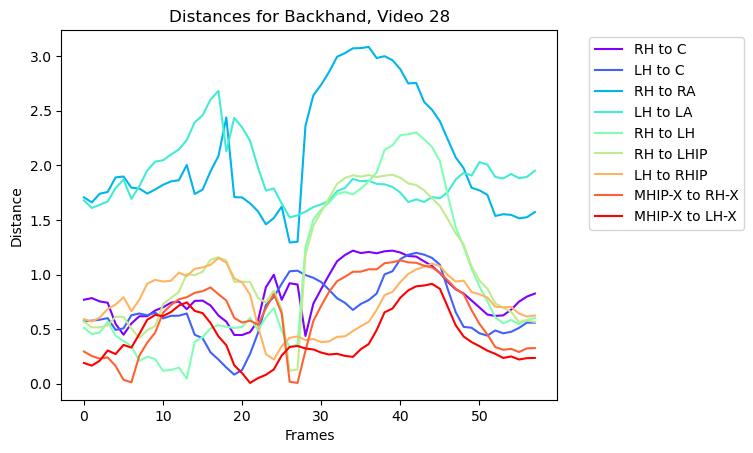 Distances for Backhand, Video 28
3.0
2.5
2.0
1.5
1.0
0.5
0.0
Distance
0
10
20
30
40
50
Frames
RH to C
LH to C
RH to RA
LH to LA
RH to LH
RH to LHIP
LH to RHIP
MHIP-X to RH-X
MHIP-X to LH-X